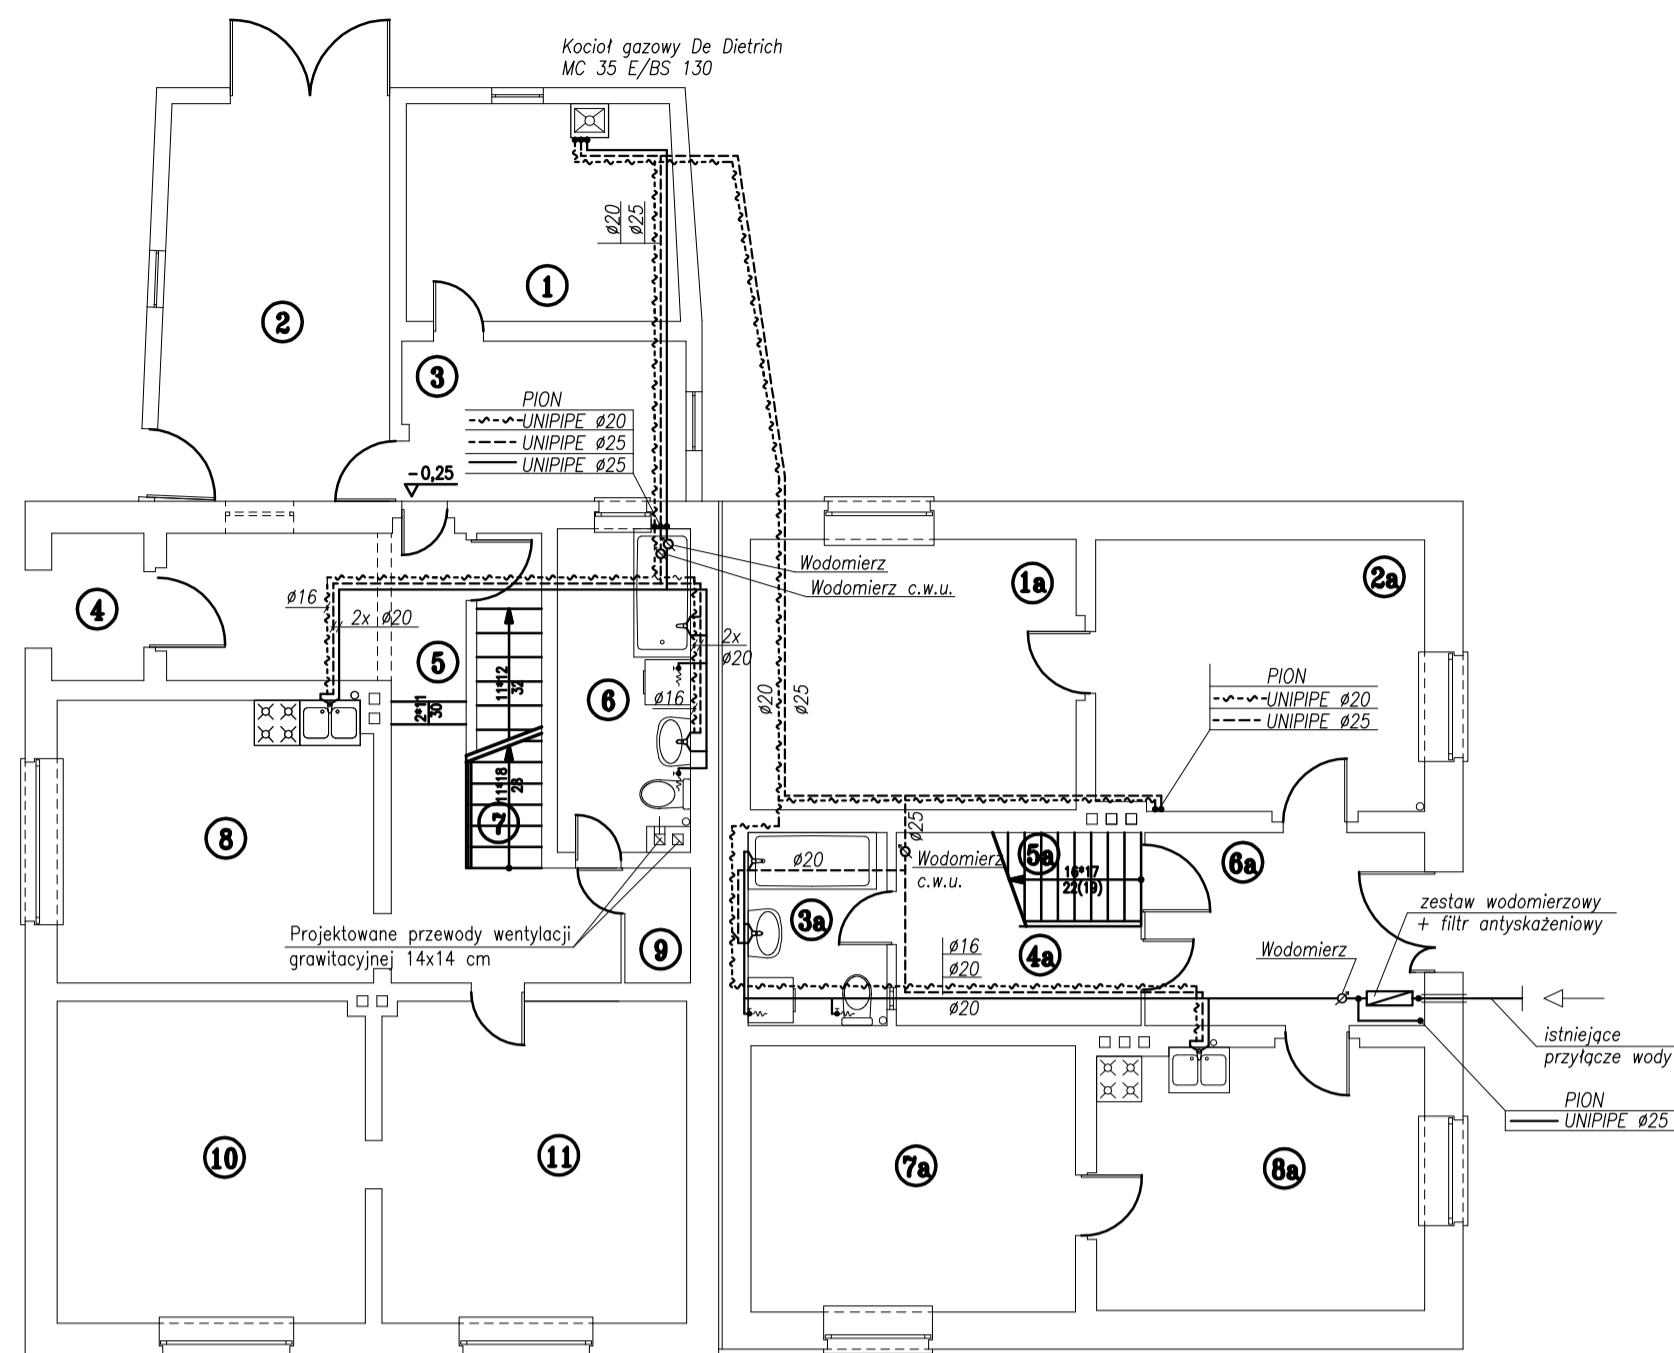 Kocioł gazowy De Dietrich
MC 35 E/BS 130
ø20
ø25
1
2
3
PION
UNIPIPE ø20
UNIPIPE ø25
UNIPIPE ø25
-0,25
Wodomierz
Wodomierz c.w.u.
1a
2a
4
ø16
2x ø20
5
11*12
32
2*11
30
6
2x
ø20
ø16
ø20
ø25
PION
UNIPIPE ø20
UNIPIPE ø25
11*18
28
7
8
ø25
ø20
Wodomierz
c.w.u.
5a
16*17
22(19)
6a
3a
4a
zestaw wodomierzowy
+ filtr antyskażeniowy
Projektowane przewody wentylacji
grawitacyjnej 14x14 cm
9
ø16
ø20
ø20
Wodomierz
istniejące
przyłącze wody
PION
UNIPIPE ø25
10
11
7a
8a